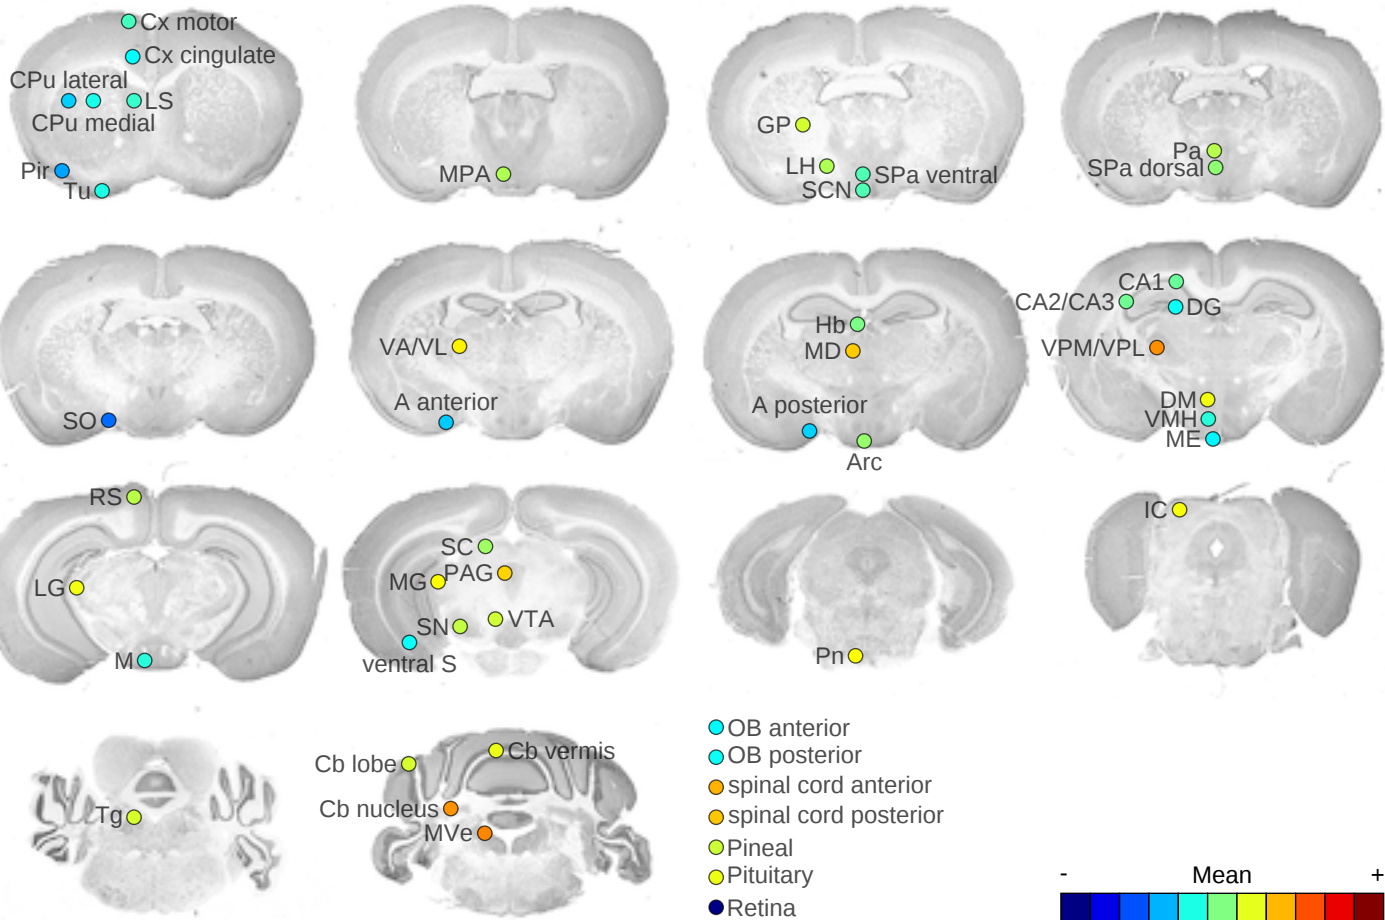 Cx motor
Cx cingulate
CPu lateral
LS
CPu medial
Pir
Tu
MPA
GP
LH
SPa ventral
SCN
Pa
SPa dorsal
SO
VA/VL
A anterior
Hb
MD
A posterior
Arc
CA1
CA2/CA3
DG
VPM/VPL
DM
VMH
ME
RS
LG
M
SC
PAG
MG
SN
VTA
ventral S
Pn
IC
Tg
Cb vermis
Cb lobe
Cb nucleus
MVe
OB anterior
OB posterior
spinal cord anterior
spinal cord posterior
Pineal
Pituitary
Retina
- Mean +